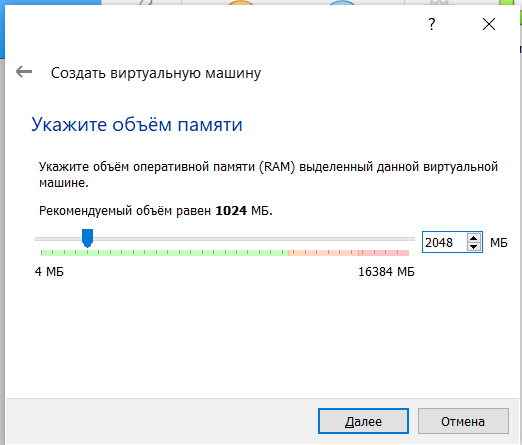 ?
Создать виртуальную машину
Укажите объём памяти
Укажите объём оперативной памяти (RAM) выделенный данной виртуальной
машине.
Рекомендуемый объём равен 1024 МБ.
2048 МБ
4 МБ 16384 МБ
Далее Отмена